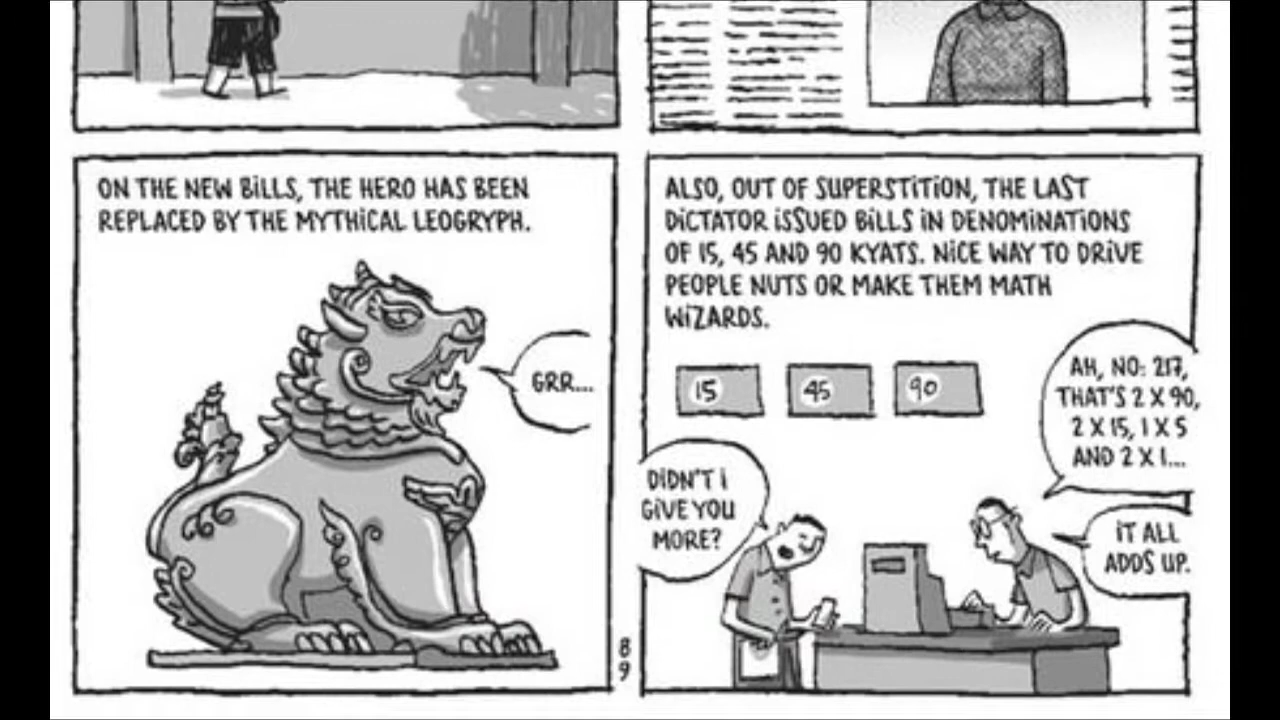 ON THE NEW BILLS, THE HERO HAS BEEN
REPLACED BY THE MYTHICAL LEOGRYPH.
GRR...
ALSO, OUT OF SUPERSTITION, THE LAST
DICTATOR ISSUED BILLS IN DENOMINATIONS
OF 15, 45 AND 90 KYATS. NICE WAY TO DRIVE
PEOPLE NUTS OR MAKE THEM MATH
WIZARDS.
15
45
90
AH, NO: 217,
THAT'S 2 X 90,
2 X 15, 1 X 5
AND 2 X 1...
DIDN'T I
GIVE YOU
MORE?
IT ALL
ADDS UP.
8
9